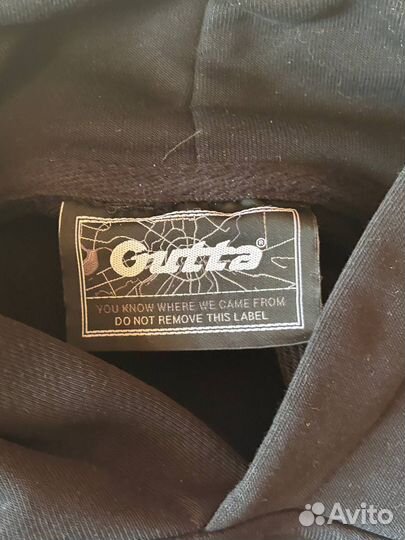 Gutta®
YOU KNOW WHERE WE CAME FROM
DO NOT REMOVE THIS LABEL
Avito